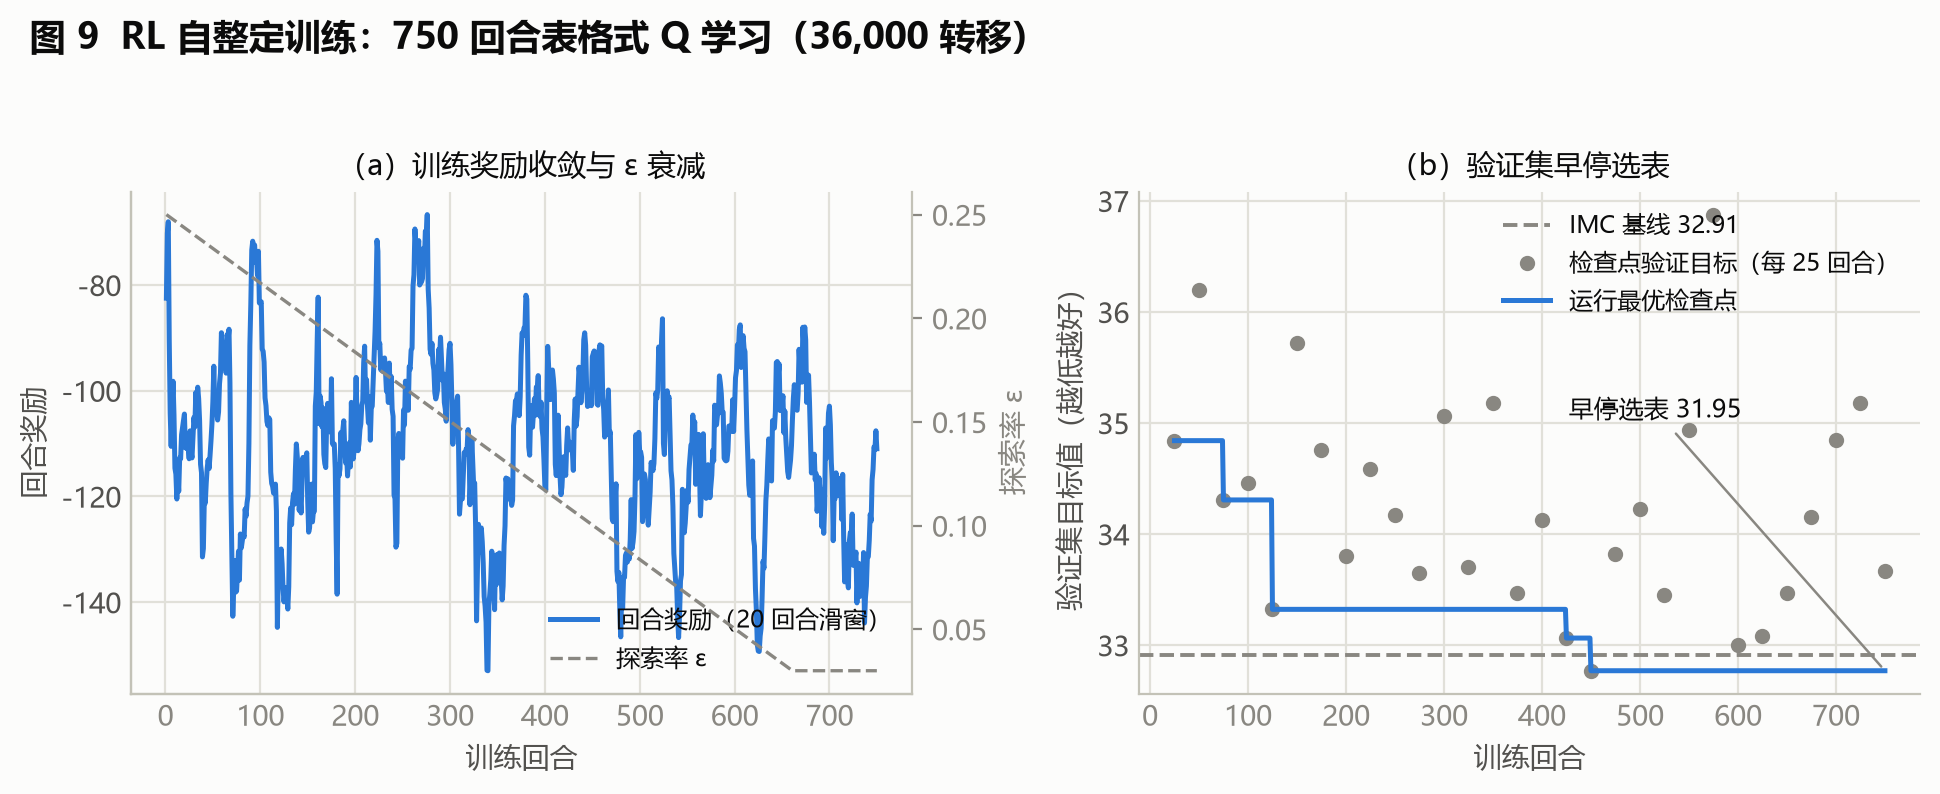 图 9 RL 自整定训练：750 回合表格式 Q 学习（36,000 转移）
（a）训练奖励收敛与 ε 衰减
回合奖励
-80
-100
-120
-140
0.25
0.20
0.15
0.10
0.05
探索率 ε
回合奖励（20 回合滑窗）
探索率 ε
0 100 200 300 400 500 600 700
训练回合
（b）验证集早停选表
验证集目标值（越低越好）
37
36
35
34
33
IMC 基线 32.91
检查点验证目标（每 25 回合）
运行最优检查点
早停选表 31.95
0 100 200 300 400 500 600 700
训练回合